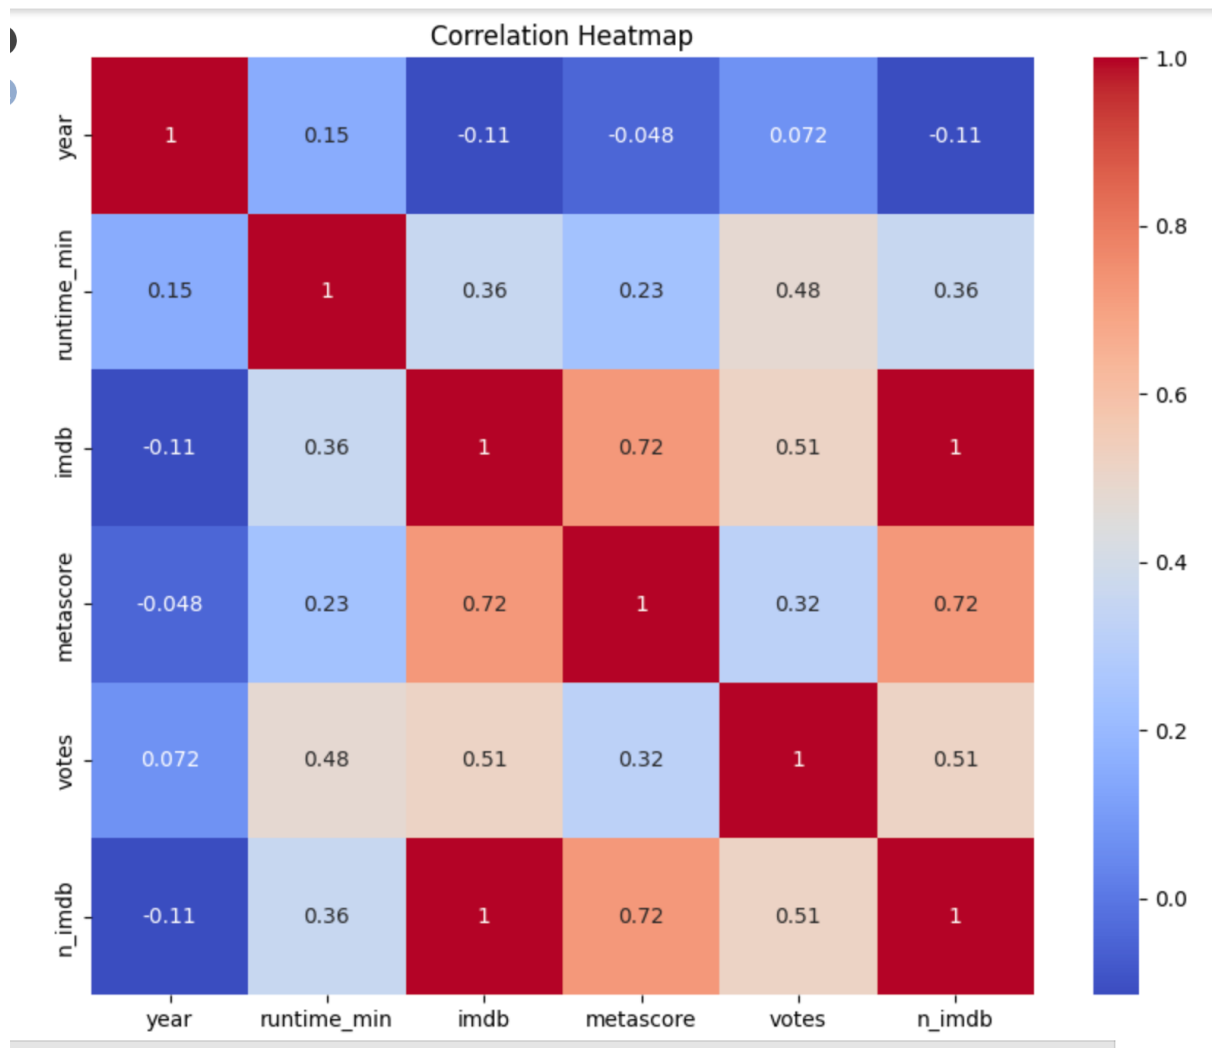 Correlation Heatmap
year 1 0.15 -0.11 -0.048 0.072 -0.11
runtime_min 0.15 1 0.36 0.23 0.48 0.36
imdb -0.11 0.36 1 0.72 0.51 1
metascore -0.048 0.23 0.72 1 0.32 0.72
votes 0.072 0.48 0.51 0.32 1 0.51
n_imdb -0.11 0.36 1 0.72 0.51 1
year runtime_min imdb metascore votes n_imdb
1.0
0.8
0.6
0.4
0.2
0.0